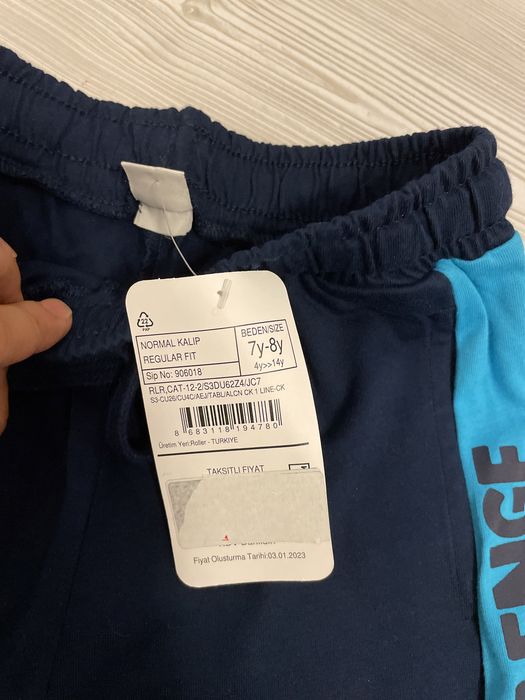 22
PAP
NORMAL KALIP
REGULAR FIT
Sip No: 906018
BEDEN/SIZE
7y-8y
4y>>14y
RLR,CAT-12-2/S3DU62Z4/JC7
S3-CU26/CU4C/AEJ/TABL/ALCN CK 1 LINE-CK
8 683118 194780
Üretim Yeri:Roller - TURKIYE
TAKSITLI FIYAT
Fiyat Olusturma Tarihi:03.01.2023
ENGE